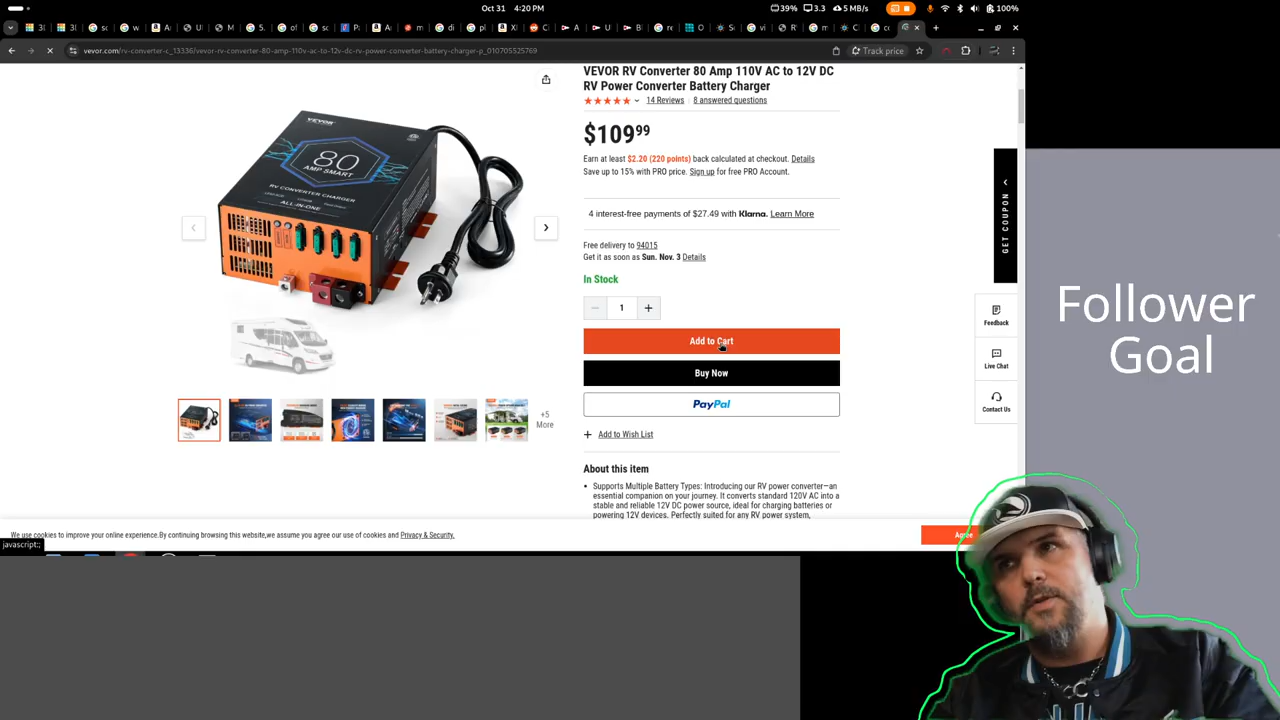 Oct 31 4:20 PM
39% 3.3 5 MB/s 100%
vevor.com/rv-converter-c_13336/vevor-rv-converter-80-amp-110v-ac-to-12v-dc-rv-power-converter-battery-charger-p_010705525769
Track price
VEVOR RV Converter 80 Amp 110V AC to 12V DC
RV Power Converter Battery Charger
14 Reviews 8 answered questions
$109.99
Earn at least $2.20 (220 points) back calculated at checkout. Details
Save up to 15% with PRO price. Sign up for free PRO Account.
4 interest-free payments of $27.49 with Klarna. Learn More
Free delivery to 94015
Get it as soon as Sun. Nov. 3 Details
In Stock
1
Add to Cart
Buy Now
PayPal
Add to Wish List
About this item
Supports Multiple Battery Types: Introducing our RV power converter—an
essential companion on your journey. It converts standard 120V AC into a
stable and reliable 12V DC power source, ideal for charging batteries or
powering 12V devices. Perfectly suited for any RV power system,
VEVOR
80
AMP SMART
RV CONVERTER CHARGER
ALL-IN-ONE
+5
More
GET COUPON
Feedback
Live Chat
Contact Us
We use cookies to improve your online experience.By continuing browsing this website,we assume you agree our use of cookies and Privacy & Security.
Agree
javascript:;
Follower
Goal